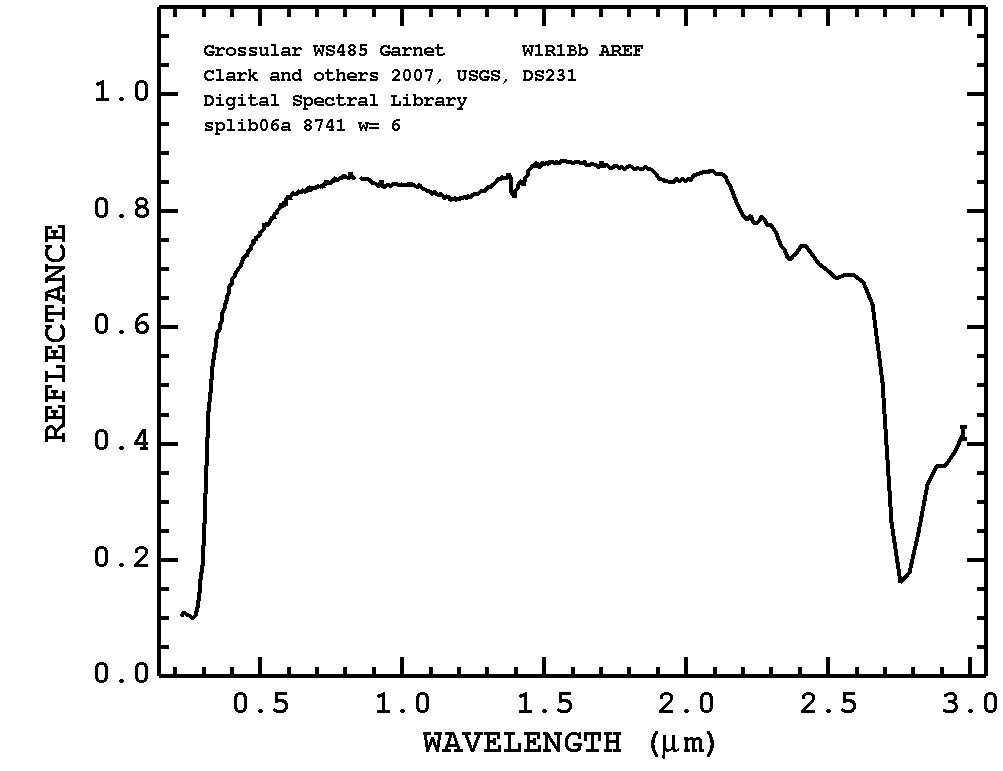 Grossular WS485 Garnet W1R1Bb AREF
Clark and others 2007, USGS, DS231
Digital Spectral Library
splib06a 8741 w= 6
1.0
0.8
0.6
0.4
0.2
0.0
REFLECTANCE
0.5 1.0 1.5 2.0 2.5 3.0
WAVELENGTH (μm)